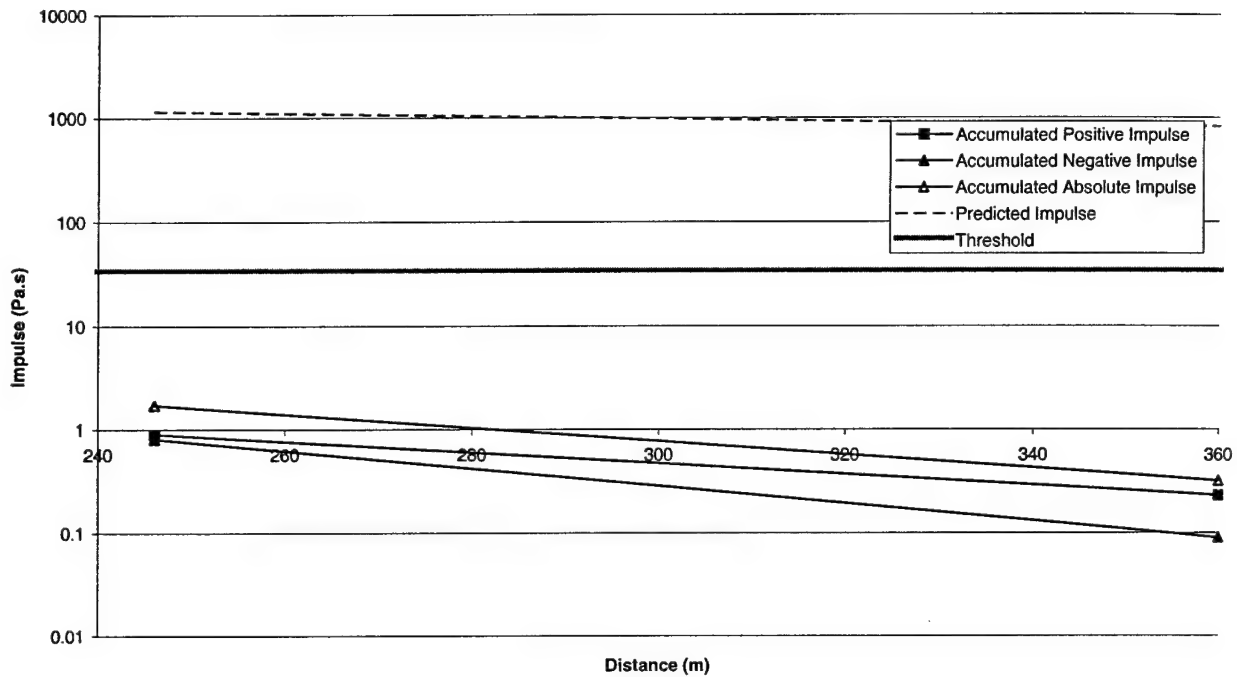 10000
1000
100
10
1
0.1
0.01
Impulse (Pa.s)
240
260
280
300
320
340
360
Distance (m)
Accumulated Positive Impulse
Accumulated Negative Impulse
Accumulated Absolute Impulse
Predicted Impulse
Threshold